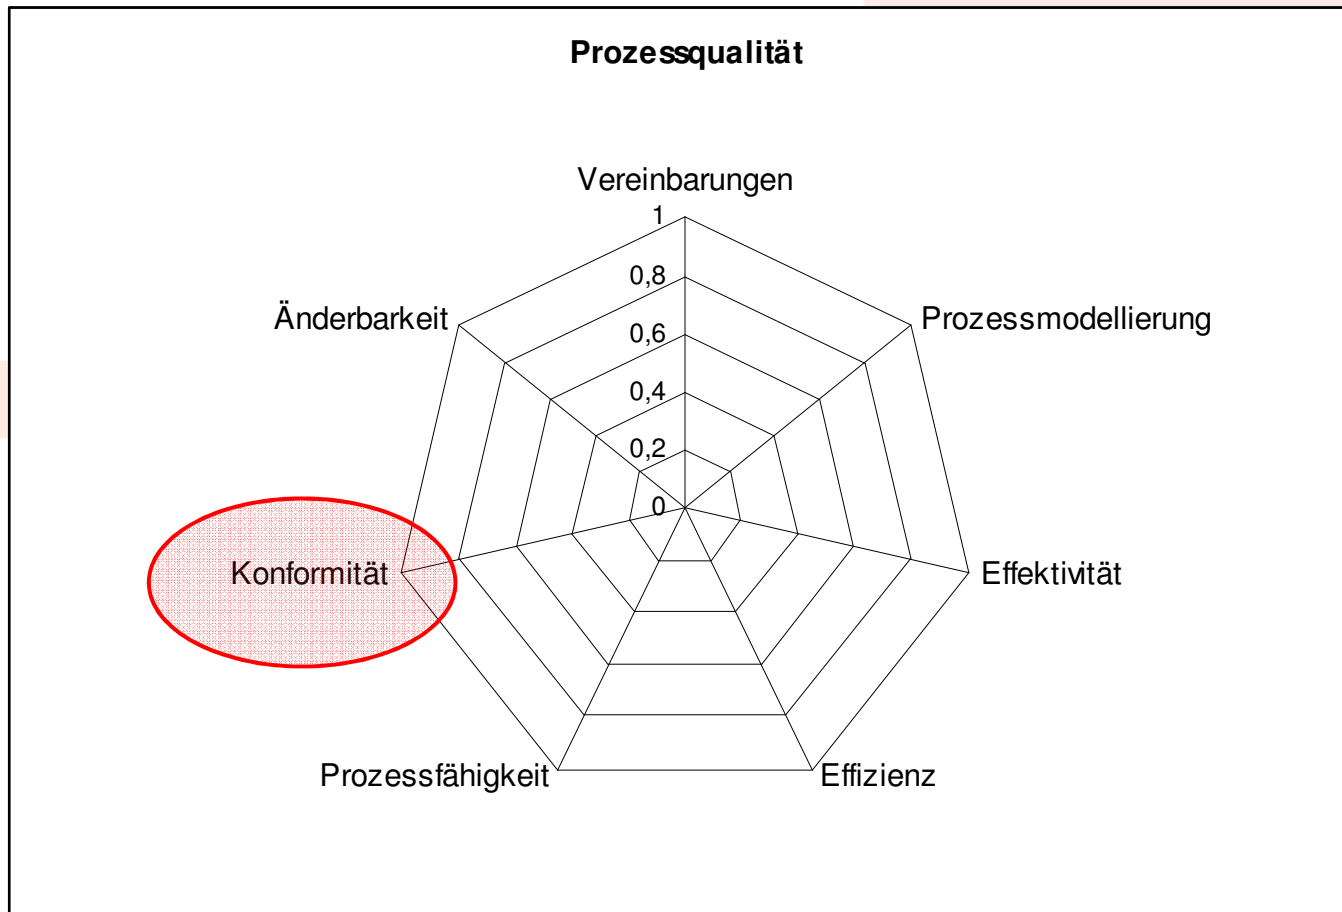 Prozessqualität
Vereinbarungen
1
0,8
Änderbarkeit
Prozessmodellierung
0,6
0,4
0,2
0
Konformität
Effektivität
Prozessfähigkeit
Effizienz